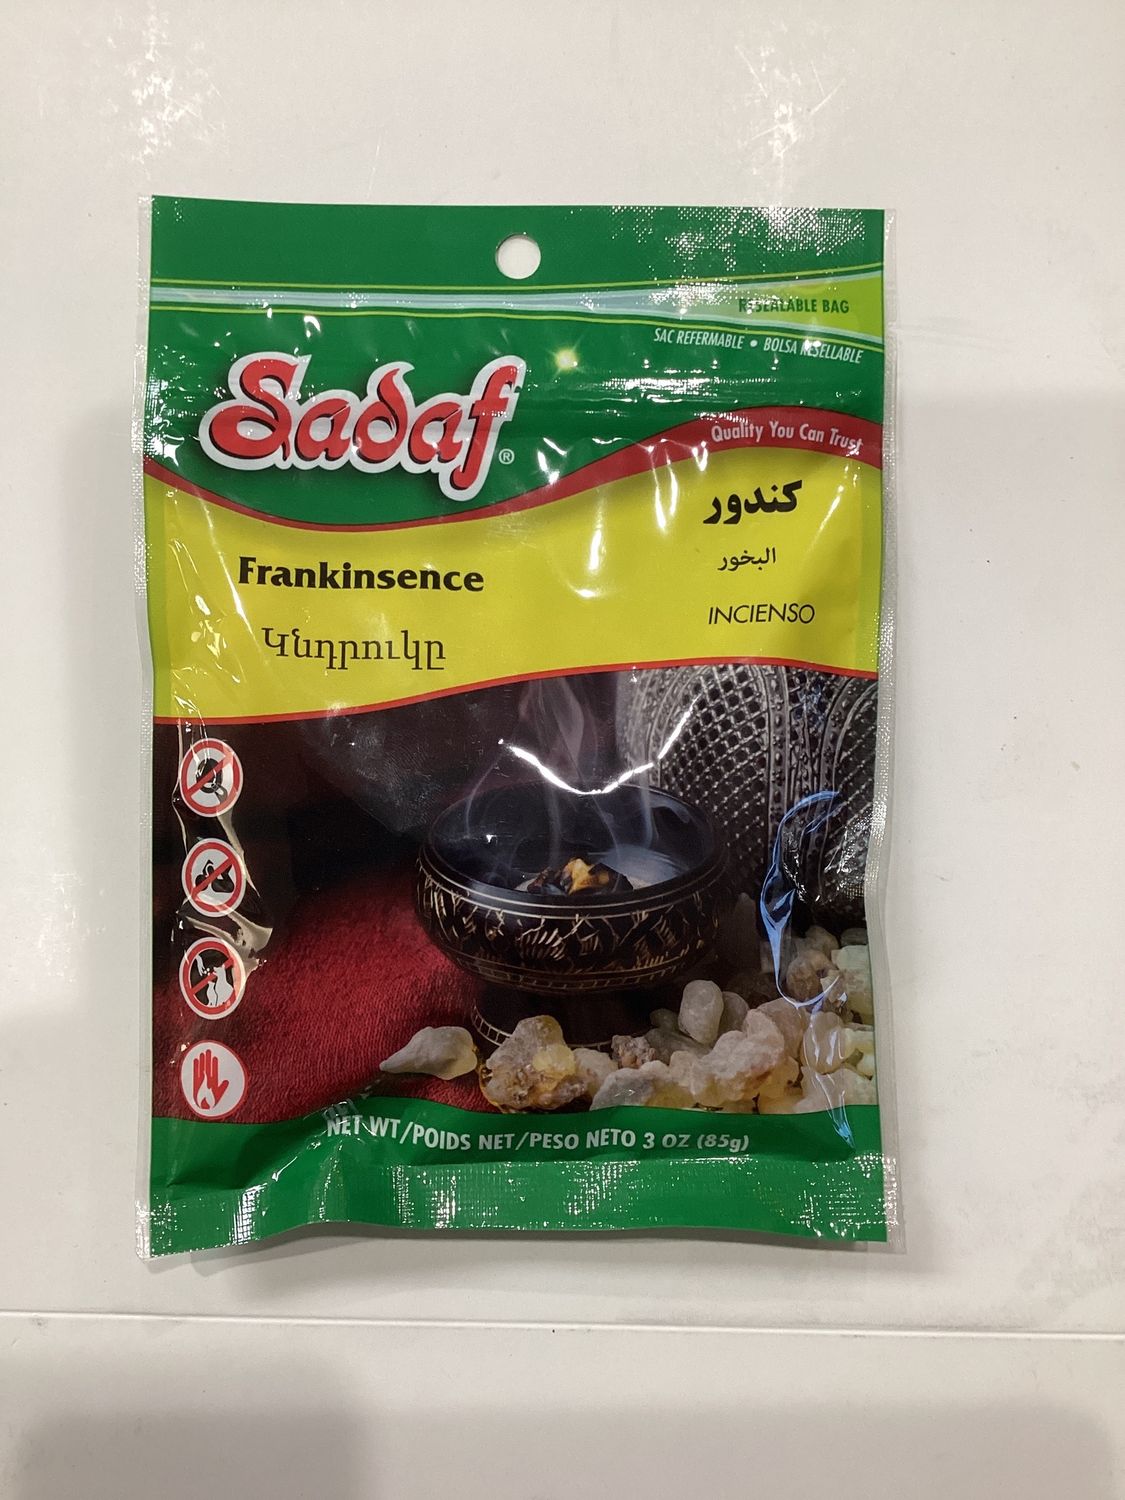 RESEALABLE BAG
SAC REFERMABLE • BOLSA RESELLABLE
Sadaf®
Quality You Can Trust
Frankinsence
Կնդրուկը
کندور
البخور
INCIENSO
NET WT/POIDS NET/PESO NETO 3 OZ (85g)